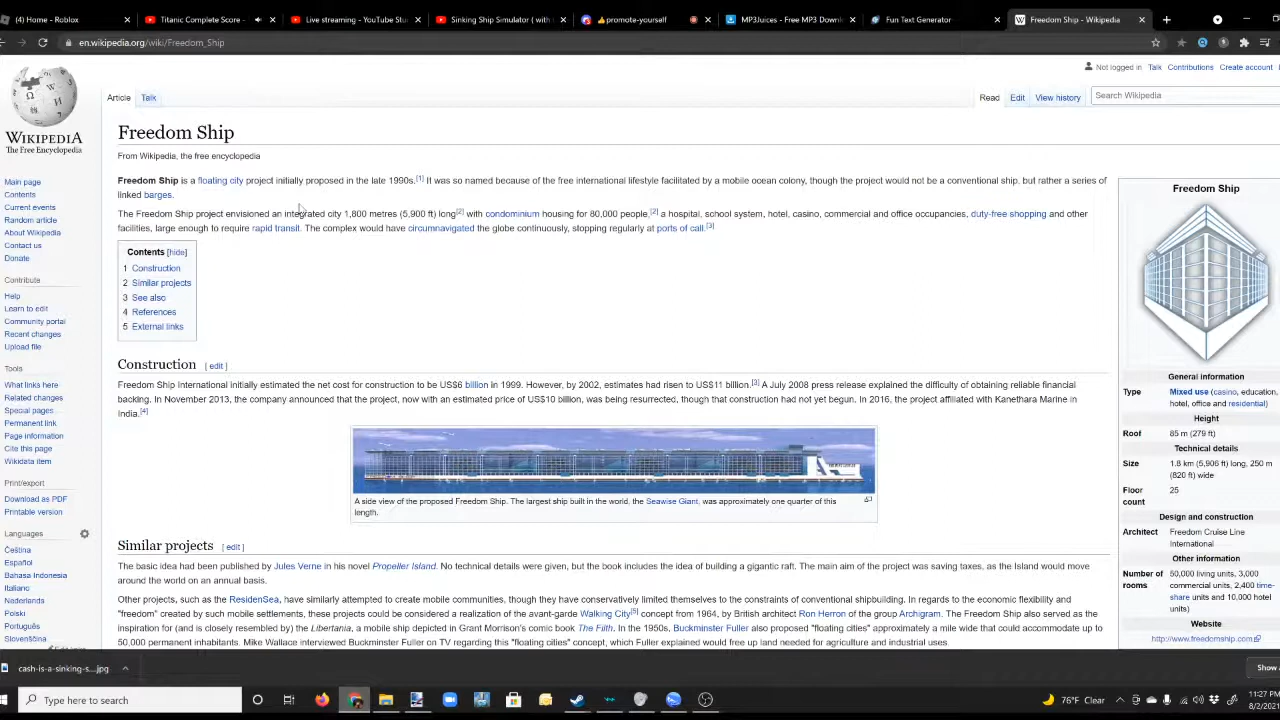 (4) Home - Roblox
Titanic Complete Score -
Live streaming - YouTube Stu
Sinking Ship Simulator ( with
👍promote-yourself
MP3Juices - Free MP3 Downl
Fun Text Generator
Freedom Ship - Wikipedia
en.wikipedia.org/wiki/Freedom_Ship
Not logged in Talk Contributions Create account
Article Talk
Read Edit View history
Search Wikipedia
WIKIPEDIA
The Free Encyclopedia
Main page
Contents
Current events
Random article
About Wikipedia
Contact us
Donate
Contribute
Help
Learn to edit
Community portal
Recent changes
Upload file
Tools
What links here
Related changes
Special pages
Permanent link
Page information
Cite this page
Wikidata item
Print/export
Download as PDF
Printable version
Languages
Čeština
Español
Bahasa Indonesia
Italiano
Nederlands
Polski
Português
Slovenščina
Freedom Ship
From Wikipedia, the free encyclopedia
Freedom Ship is a floating city project initially proposed in the late 1990s.[1] It was so named because of the free international lifestyle facilitated by a mobile ocean colony, though the project would not be a conventional ship, but rather a series of
linked barges.
The Freedom Ship project envisioned an integrated city 1,800 metres (5,900 ft) long[2] with condominium housing for 80,000 people,[2] a hospital, school system, hotel, casino, commercial and office occupancies, duty-free shopping and other
facilities, large enough to require rapid transit. The complex would have circumnavigated the globe continuously, stopping regularly at ports of call.[3]
Contents [hide]
1 Construction
2 Similar projects
3 See also
4 References
5 External links
Construction [ edit ]
Freedom Ship International initially estimated the net cost for construction to be US$6 billion in 1999. However, by 2002, estimates had risen to US$11 billion.[3] A July 2008 press release explained the difficulty of obtaining reliable financial
backing. In November 2013, the company announced that the project, now with an estimated price of US$10 billion, was being resurrected, though that construction had not yet begun. In 2016, the project affiliated with Kanethara Marine in
India.[4]
A side view of the proposed Freedom Ship. The largest ship built in the world, the Seawise Giant, was approximately one quarter of this
length.
Similar projects [ edit ]
The basic idea had been published by Jules Verne in his novel Propeller Island. No technical details were given, but the book includes the idea of building a gigantic raft. The main aim of the project was saving taxes, as the Island would move
around the world on an annual basis.
Other projects, such as the ResidenSea, have similarly attempted to create mobile communities, though they have conservatively limited themselves to the constraints of conventional shipbuilding. In regards to the economic flexibility and
"freedom" created by such mobile settlements, these projects could be considered a realization of the avant-garde Walking City[5] concept from 1964, by British architect Ron Herron of the group Archigram. The Freedom Ship also served as the
inspiration for (and is closely resembled by) the Libertania, a mobile ship depicted in Grant Morrison's comic book The Filth. In the 1950s, Buckminster Fuller also proposed "floating cities" approximately a mile wide that could accommodate up to
50,000 permanent inhabitants. Mike Wallace interviewed Buckminster Fuller on TV regarding this "floating cities" concept, which Fuller explained would free up land needed for agriculture and industrial uses
Freedom Ship
General information
Type Mixed use (casino, education,
hotel, office and residential)
Height
Roof 85 m (279 ft)
Technical details
Size 1.8 km (5,906 ft) long, 250 m
(820 ft) wide
Floor 25
count
Design and construction
Architect Freedom Cruise Line
International
Other information
Number of 50,000 living units, 3,000
rooms commercial units, 2,400 time-
share units and 10,000 hotel
units)
Website
http://www.freedomship.com
cash-is-a-sinking-s....jpg
Show
Type here to search
76°F Clear
11:27 PM
8/2/2021